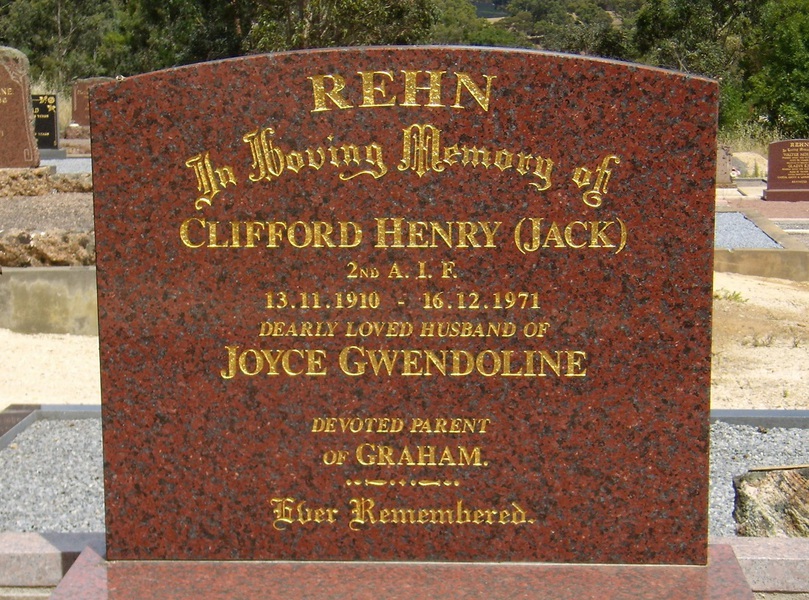 REHN
In Loving Memory of
CLIFFORD HENRY (JACK)
2ND A. I. F.
13.11.1910 - 16.12.1971
DEARLY LOVED HUSBAND OF
JOYCE GWENDOLINE
DEVOTED PARENT
OF GRAHAM.
Ever Remembered.
REHN